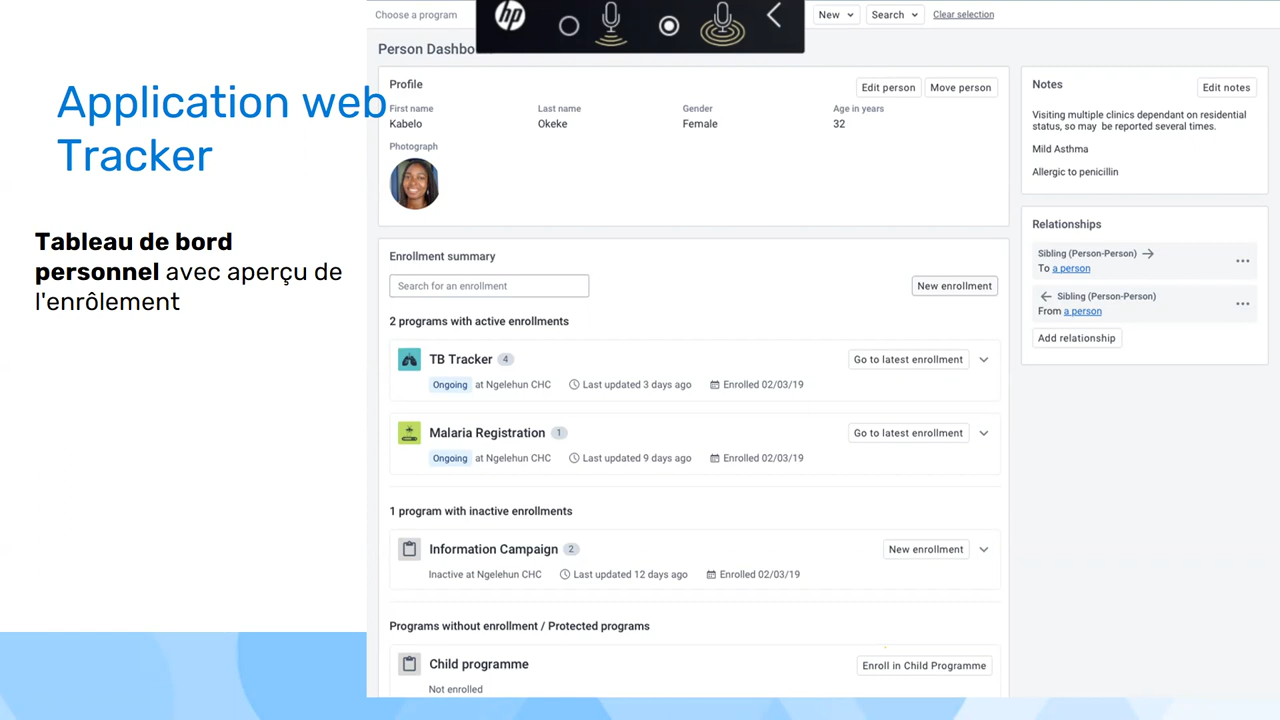 Application web
Tracker
Tableau de bord
personnel avec aperçu de
l'enrôlement
Choose a program
hp
New
Search
Clear selection
Person Dashbo
Profile
Edit person
Move person
First name
Last name
Gender
Age in years
Kabelo
Okeke
Female
32
Photograph
Enrollment summary
Search for an enrollment
New enrollment
2 programs with active enrollments
TB Tracker 4
Go to latest enrollment
Ongoing at Ngelehun CHC Last updated 3 days ago Enrolled 02/03/19
Malaria Registration 1
Go to latest enrollment
Ongoing at Ngelehun CHC Last updated 9 days ago Enrolled 02/03/19
1 program with inactive enrollments
Information Campaign 2
New enrollment
Inactive at Ngelehun CHC Last updated 12 days ago Enrolled 02/03/19
Programs without enrollment / Protected programs
Child programme
Enroll in Child Programme
Not enrolled
Notes
Edit notes
Visiting multiple clinics dependant on residential
status, so may be reported several times.
Mild Asthma
Allergic to penicillin
Relationships
Sibling (Person-Person)
To a person
Sibling (Person-Person)
From a person
Add relationship